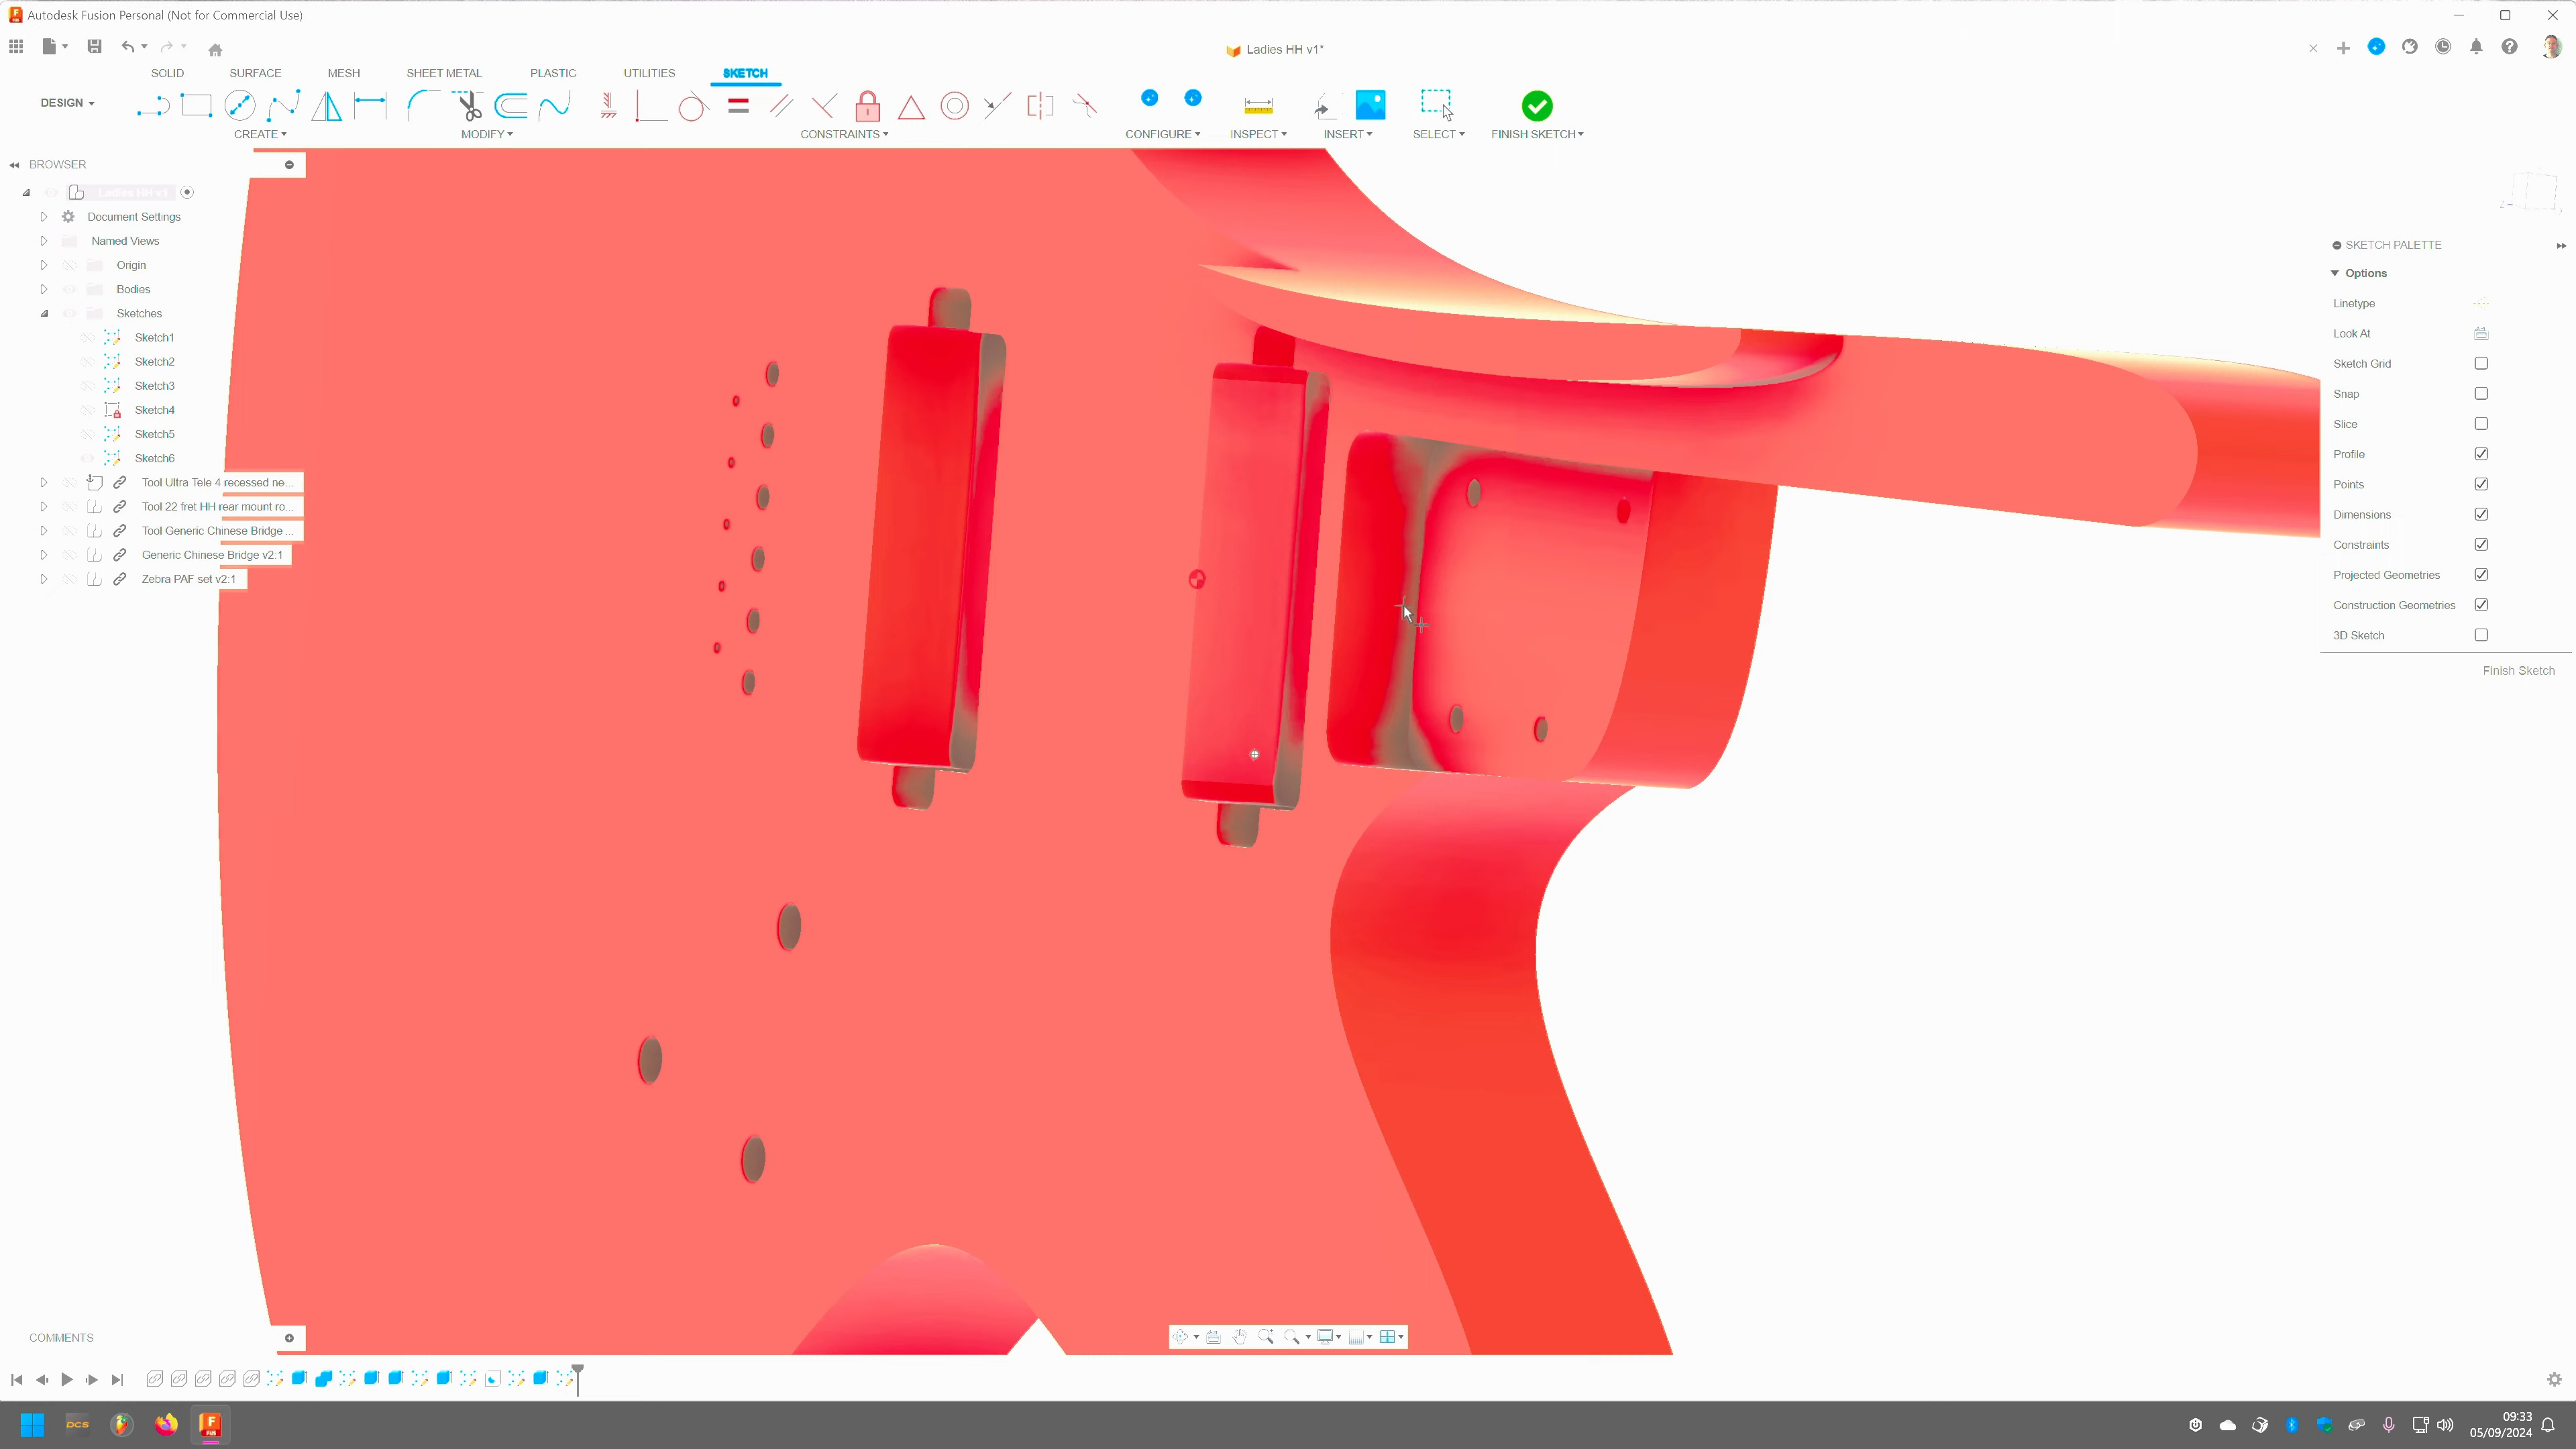 Autodesk Fusion Personal (Not for Commercial Use)
Ladies HH v1*
SOLID SURFACE MESH SHEET METAL PLASTIC UTILITIES SKETCH
DESIGN
CREATE MODIFY CONSTRAINTS CONFIGURE INSPECT INSERT SELECT FINISH SKETCH
BROWSER
Ladies HH v1
Document Settings
Named Views
Origin
Bodies
Sketches
Sketch1
Sketch2
Sketch3
Sketch4
Sketch5
Sketch6
Tool Ultra Tele 4 recessed ne...
Tool 22 fret HH rear mount ro...
Tool Generic Chinese Bridge ...
Generic Chinese Bridge v2:1
Zebra PAF set v2:1
SKETCH PALETTE
Options
Linetype
Look At
Sketch Grid
Snap
Slice
Profile
Points
Dimensions
Constraints
Projected Geometries
Construction Geometries
3D Sketch
Finish Sketch
COMMENTS
DCS
F
FUS
09:33
05/09/2024